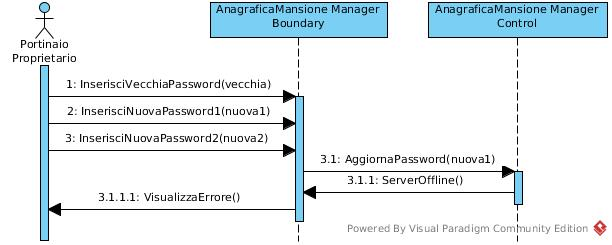 AnagraficaMansione Manager
Boundary
AnagraficaMansione Manager
Control
Portinaio
Proprietario
1: InserisciVecchiaPassword(vecchia)
2: InserisciNuovaPassword1(nuova1)
3: InserisciNuovaPassword2(nuova2)
3.1: AggiornaPassword(nuova1)
3.1.1: ServerOffline()
3.1.1.1: VisualizzaErrore()
Powered By Visual Paradigm Community Edition